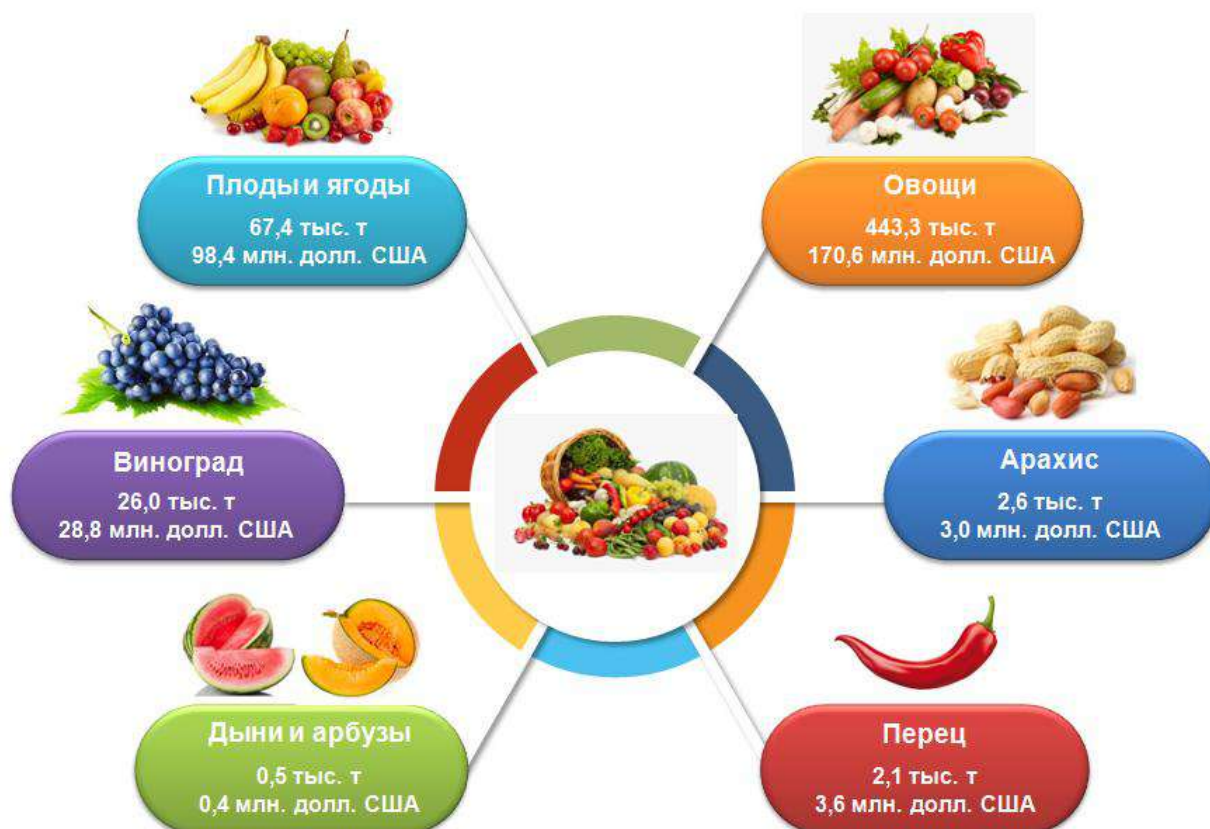 Плоды и ягоды
67,4 тыс. т
98,4 млн. долл. США
Овощи
443,3 тыс. т
170,6 млн. долл. США
Виноград
26,0 тыс. т
28,8 млн. долл. США
Арахис
2,6 тыс. т
3,0 млн. долл. США
Дыни и арбузы
0,5 тыс. т
0,4 млн. долл. США
Перец
2,1 тыс. т
3,6 млн. долл. США